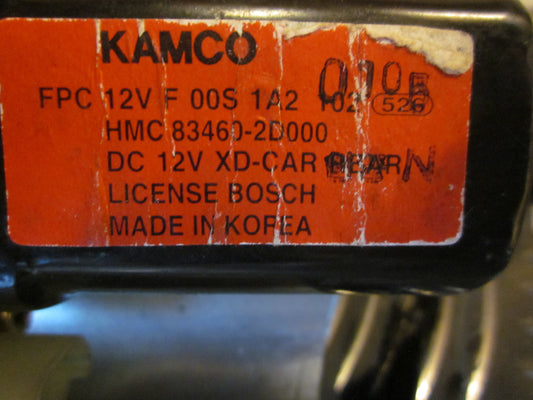 KAMCO
FPC 12V F 00S 1A2 102 526
HMC 83460-2D000
DC 12V XD-CAR REAR N
LICENSE BOSCH
MADE IN KOREA